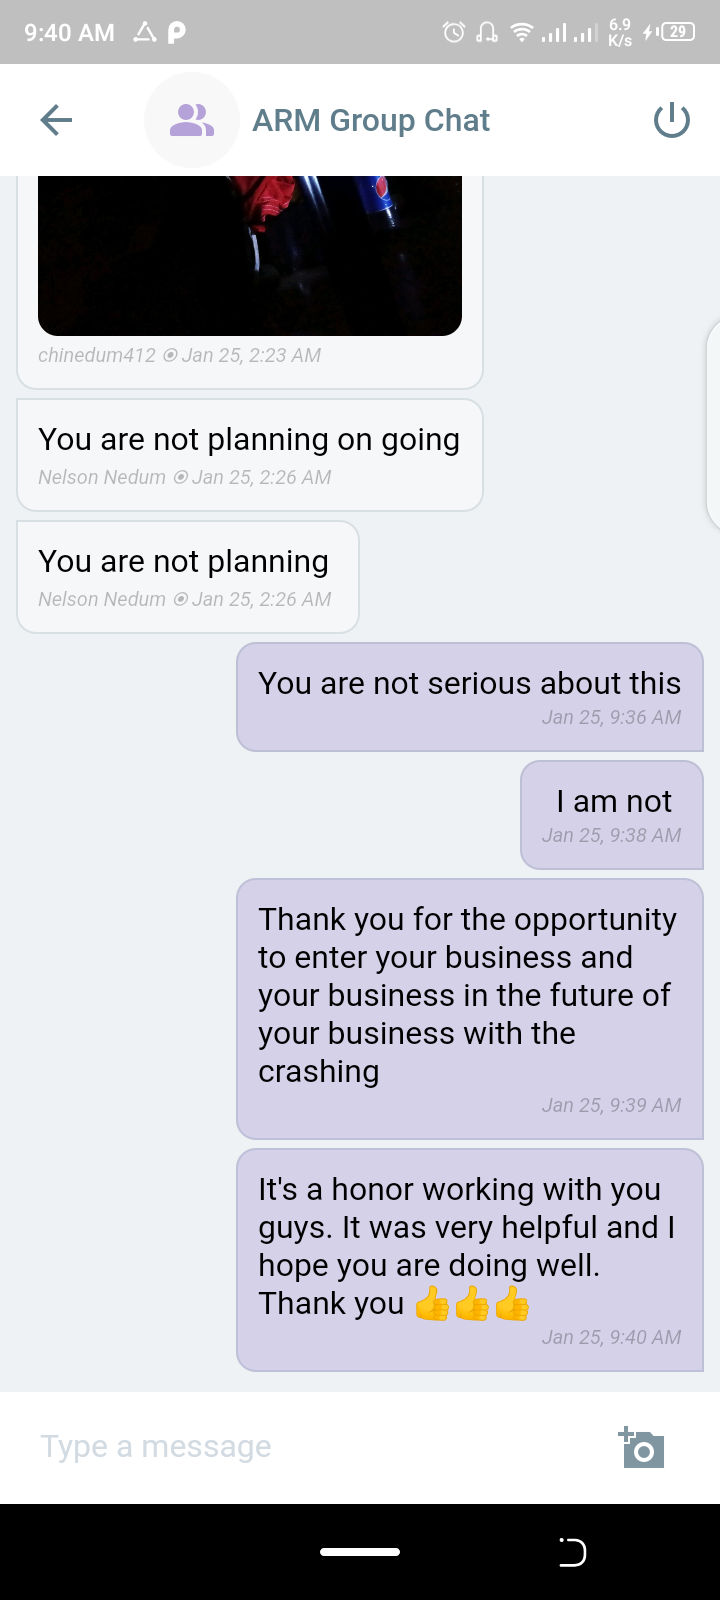 9:40 AM
6.9
K/s
29
ARM Group Chat
chinedum412 Jan 25, 2:23 AM
You are not planning on going
Nelson Nedum Jan 25, 2:26 AM
You are not planning
Nelson Nedum Jan 25, 2:26 AM
You are not serious about this
Jan 25, 9:36 AM
I am not
Jan 25, 9:38 AM
Thank you for the opportunity
to enter your business and
your business in the future of
your business with the
crashing
Jan 25, 9:39 AM
It's a honor working with you
guys. It was very helpful and I
hope you are doing well.
Thank you 👍👍👍
Jan 25, 9:40 AM
Type a message